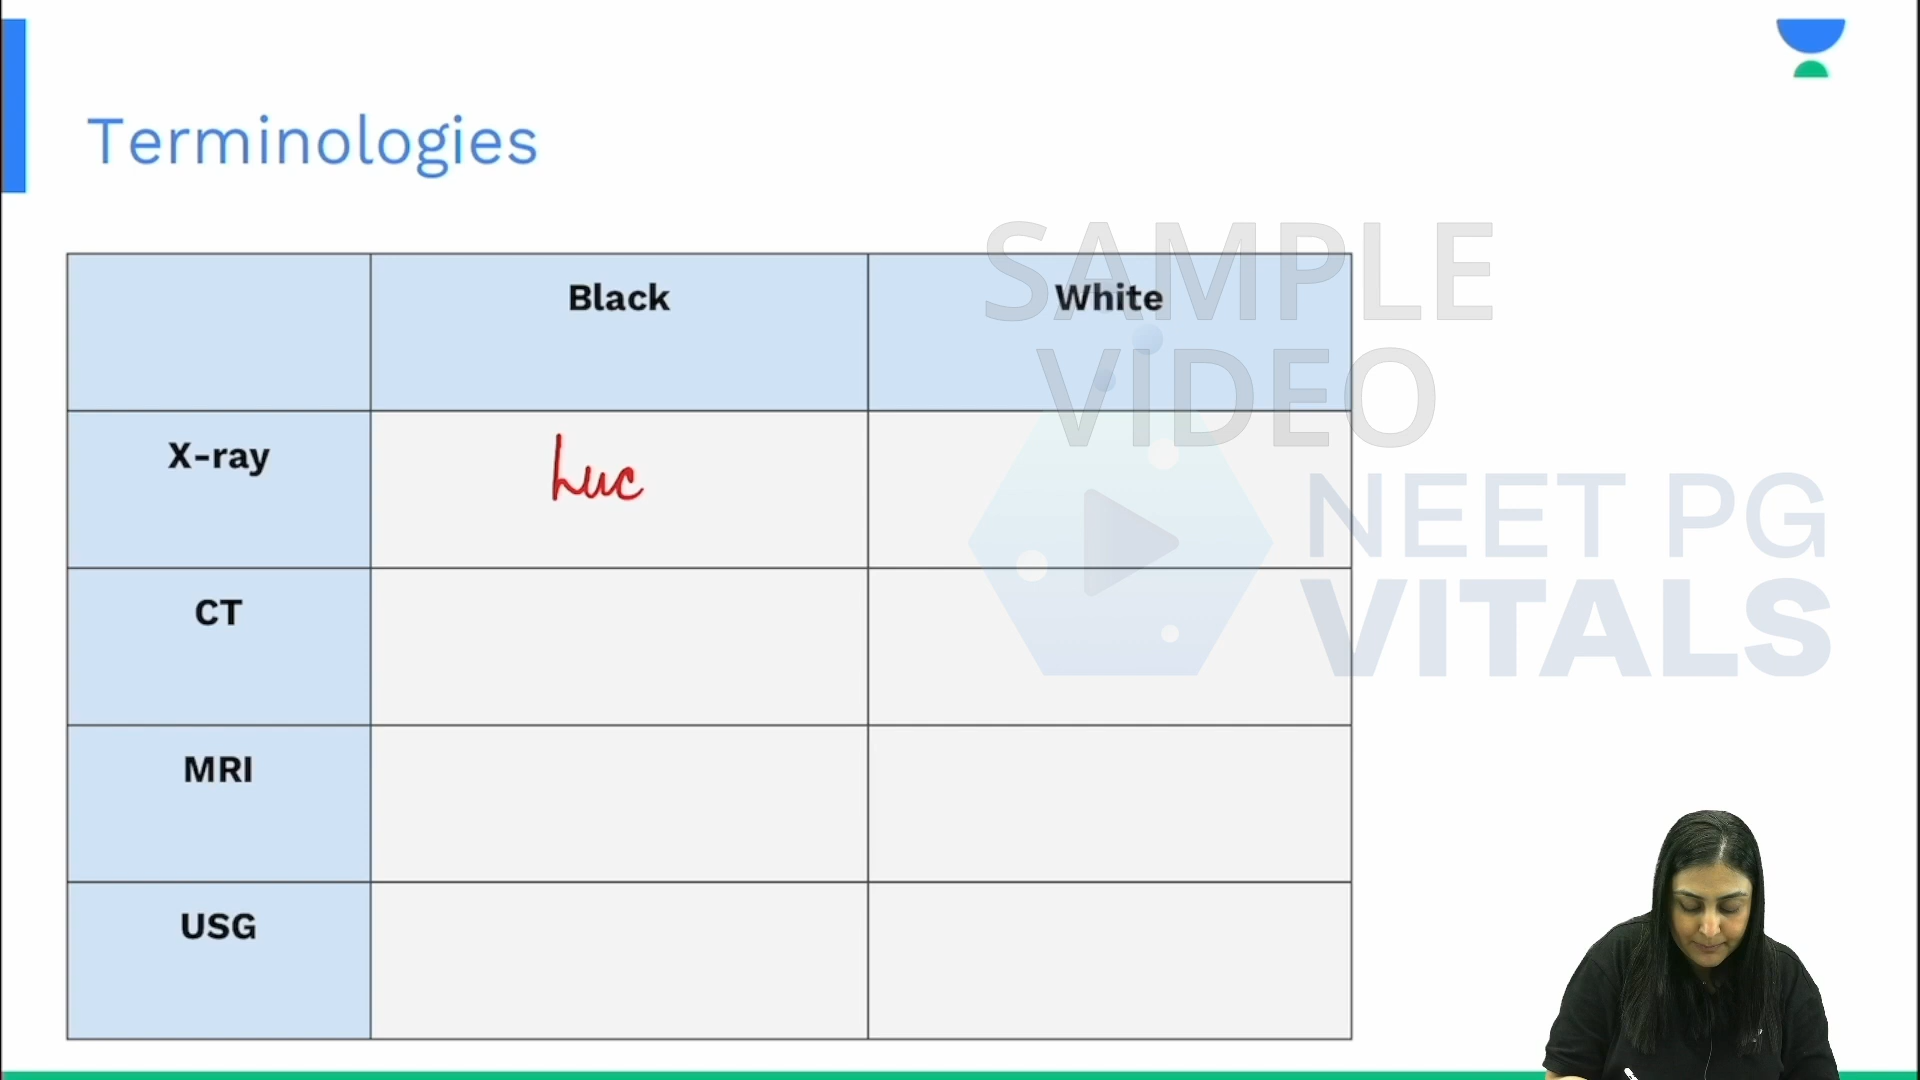 Terminologies
SAMPLE
VIDEO
NEET PG
VITALS
Black White
X-ray Luc
CT
MRI
USG